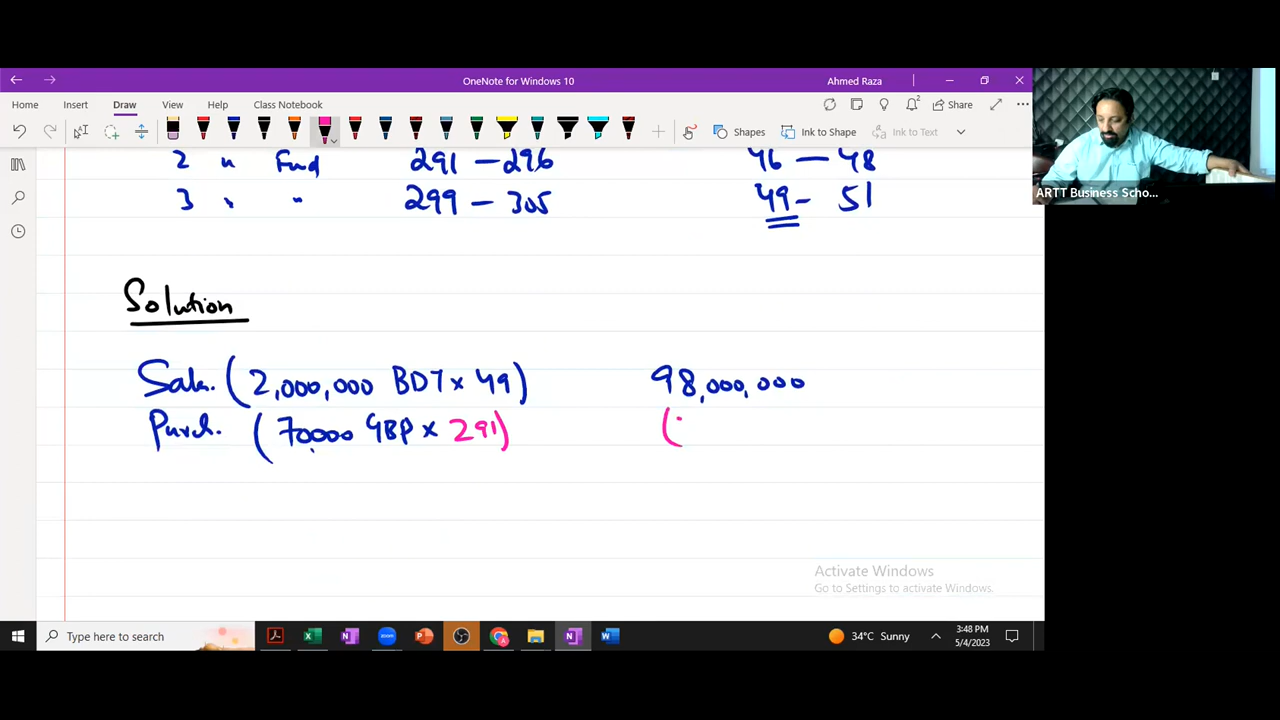 OneNote for Windows 10
Ahmed Raza
Home Insert Draw View Help Class Notebook
Share
Shapes Ink to Shape Ink to Text
2 " Fwd 291 – 296 46 – 48
3 " " 299 – 305 49 – 51
ARTT Business Scho...
Solution
Sale. (2,000,000 BDT x 49) 98,000,000
Purch. (70,000 GBP x 291) (
Activate Windows
Go to Settings to activate Windows.
Type here to search
34°C Sunny
3:48 PM
5/4/2023